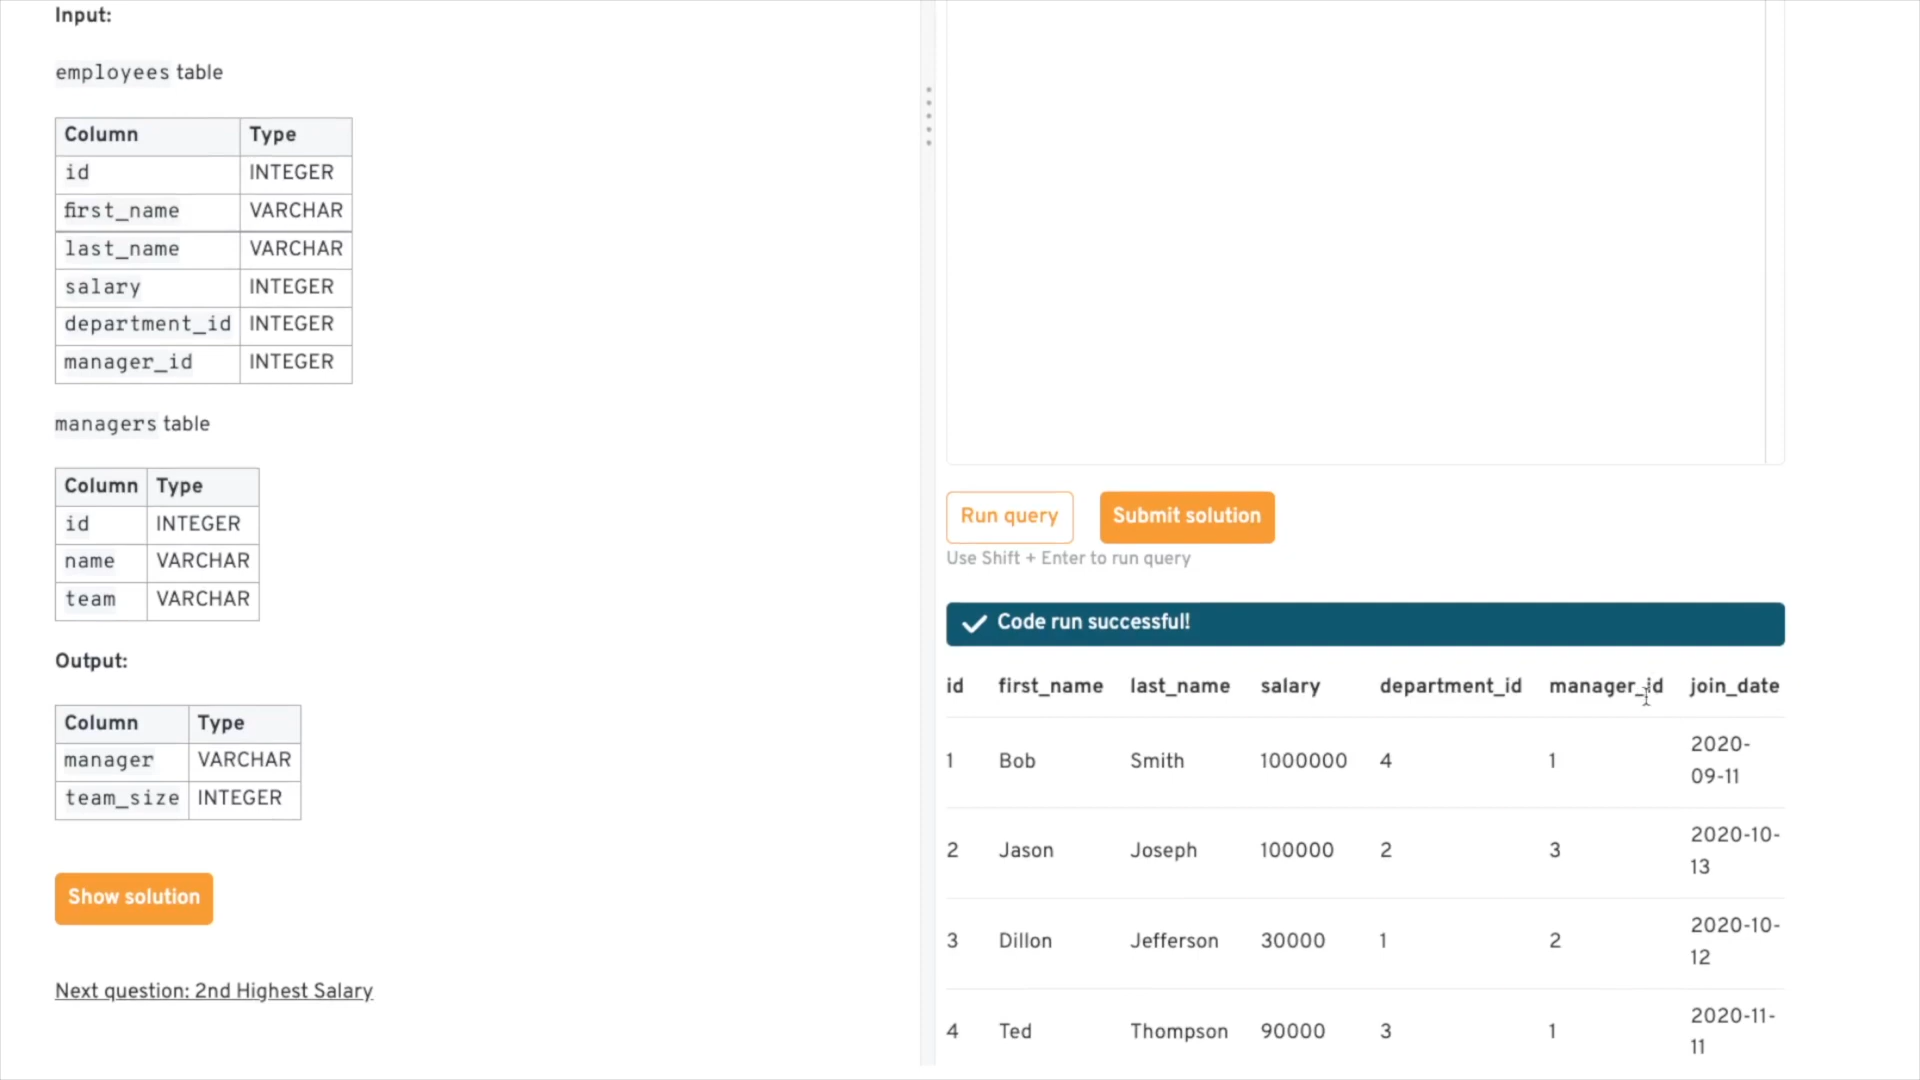 Input:
employees table
Column Type
id INTEGER
first_name VARCHAR
last_name VARCHAR
salary INTEGER
department_id INTEGER
manager_id INTEGER
managers table
Column Type
id INTEGER
name VARCHAR
team VARCHAR
Output:
Column Type
manager VARCHAR
team_size INTEGER
Show solution
Next question: 2nd Highest Salary
Run query Submit solution
Use Shift + Enter to run query
Code run successful!
id first_name last_name salary department_id manager_id join_date
1 Bob Smith 1000000 4 1 2020-
09-11
2 Jason Joseph 100000 2 3 2020-10-
13
3 Dillon Jefferson 30000 1 2 2020-10-
12
4 Ted Thompson 90000 3 1 2020-11-
11